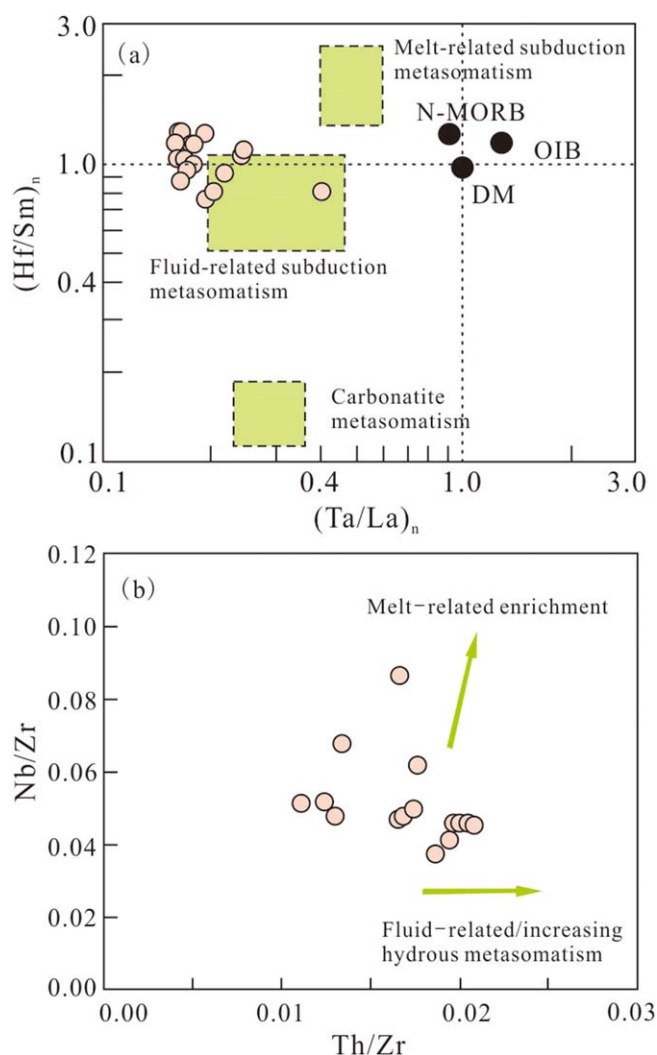 3.0
(a)
Melt-related subduction
metasomatism
N-MORB
OIB
1.0
DM
(Hf/Sm)n
Fluid-related subduction
metasomatism
0.4
Carbonatite
metasomatism
0.1
0.1
0.4
1.0
3.0
(Ta/La)n
0.12
(b)
Melt-related enrichment
0.10
0.08
Nb/Zr
0.06
0.04
0.02
Fluid-related/increasing
hydrous metasomatism
0.00
0.00
0.01
0.02
0.03
Th/Zr